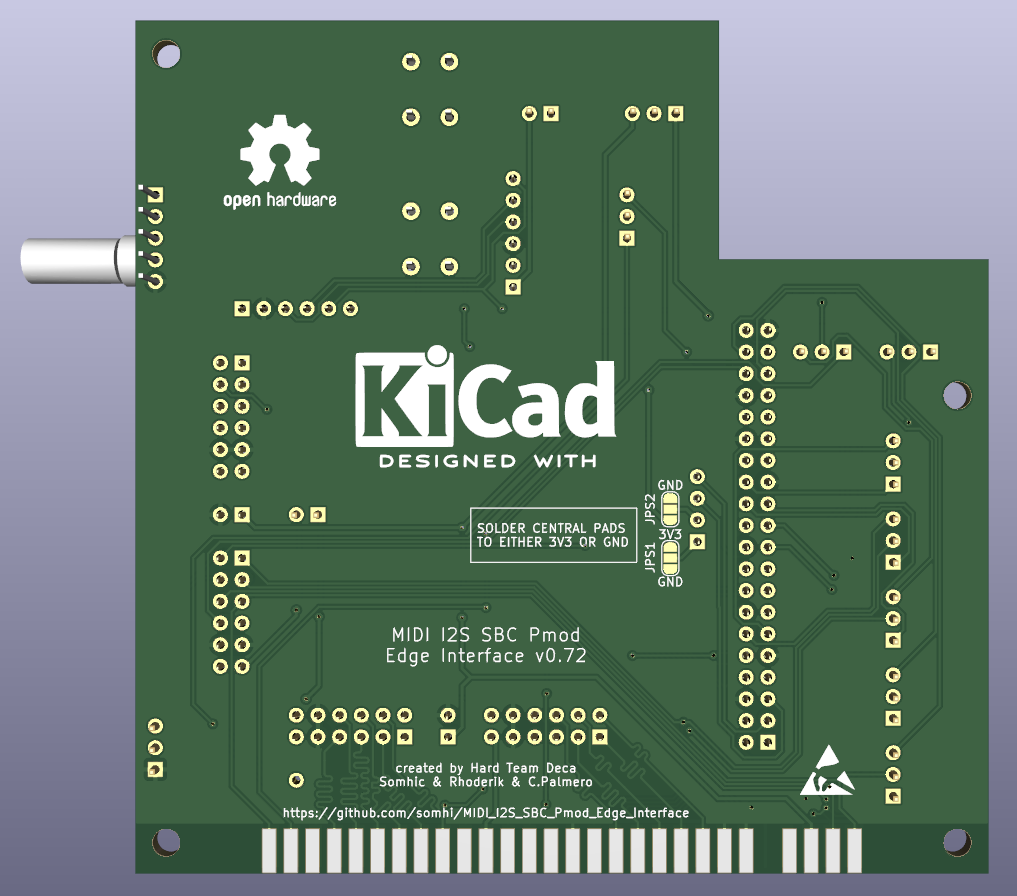 open hardware
KiCad
DESIGNED WITH
GND
JPS2
SOLDER CENTRAL PADS
TO EITHER 3V3 OR GND
3V3
JPS1
GND
MIDI I2S SBC Pmod
Edge Interface v0.72
created by Hard Team Deca
Somhic & Rhoderik & C.Palmero
https://github.com/somhi/MIDI_I2S_SBC_Pmod_Edge_Interface